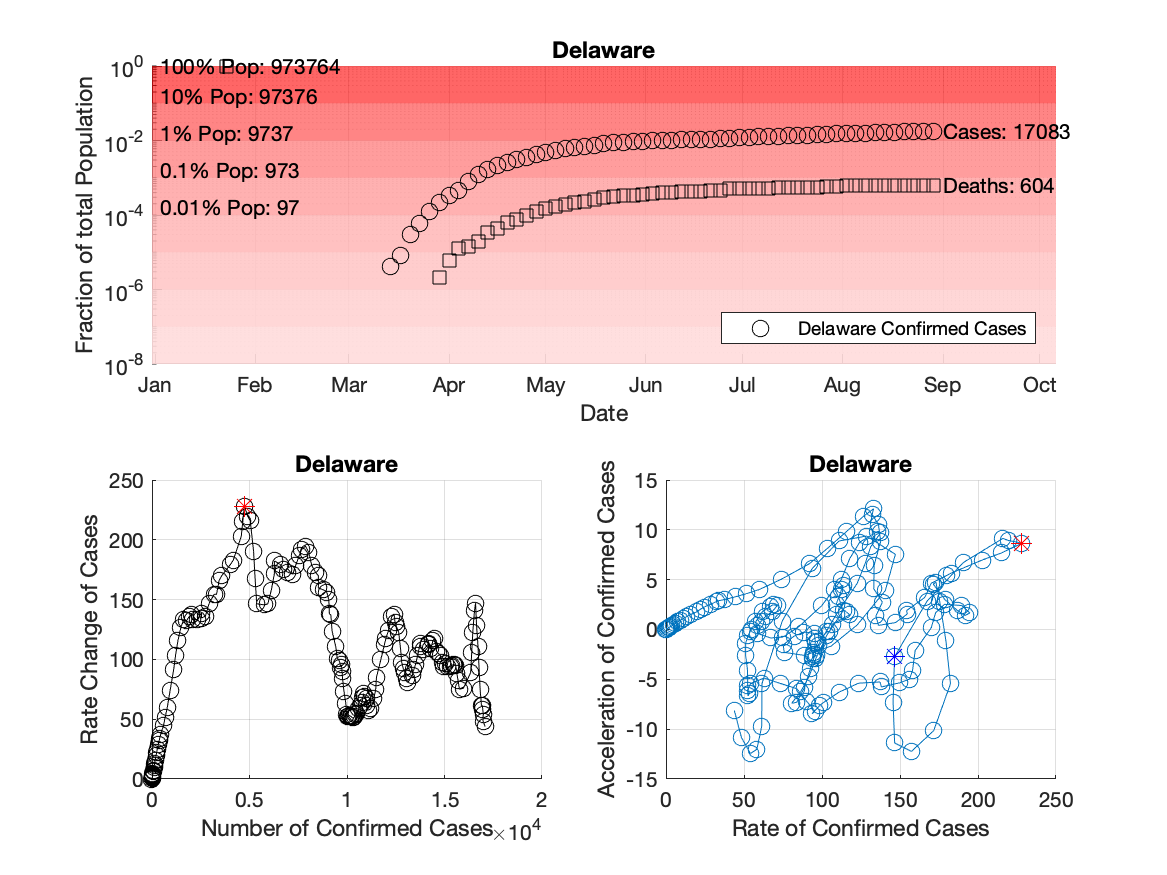 Delaware
10^0
10^-2
10^-4
10^-6
10^-8
Fraction of total Population
100% Pop: 973764
10% Pop: 97376
1% Pop: 9737
0.1% Pop: 973
0.01% Pop: 97
Cases: 17083
Deaths: 604
Delaware Confirmed Cases
Jan Feb Mar Apr May Jun Jul Aug Sep Oct
Date
Delaware
250
200
150
100
50
0
Rate Change of Cases
0 0.5 1 1.5 2
Number of Confirmed Cases ×10^4
Delaware
15
10
5
0
-5
-10
-15
Acceleration of Confirmed Cases
0 50 100 150 200 250
Rate of Confirmed Cases